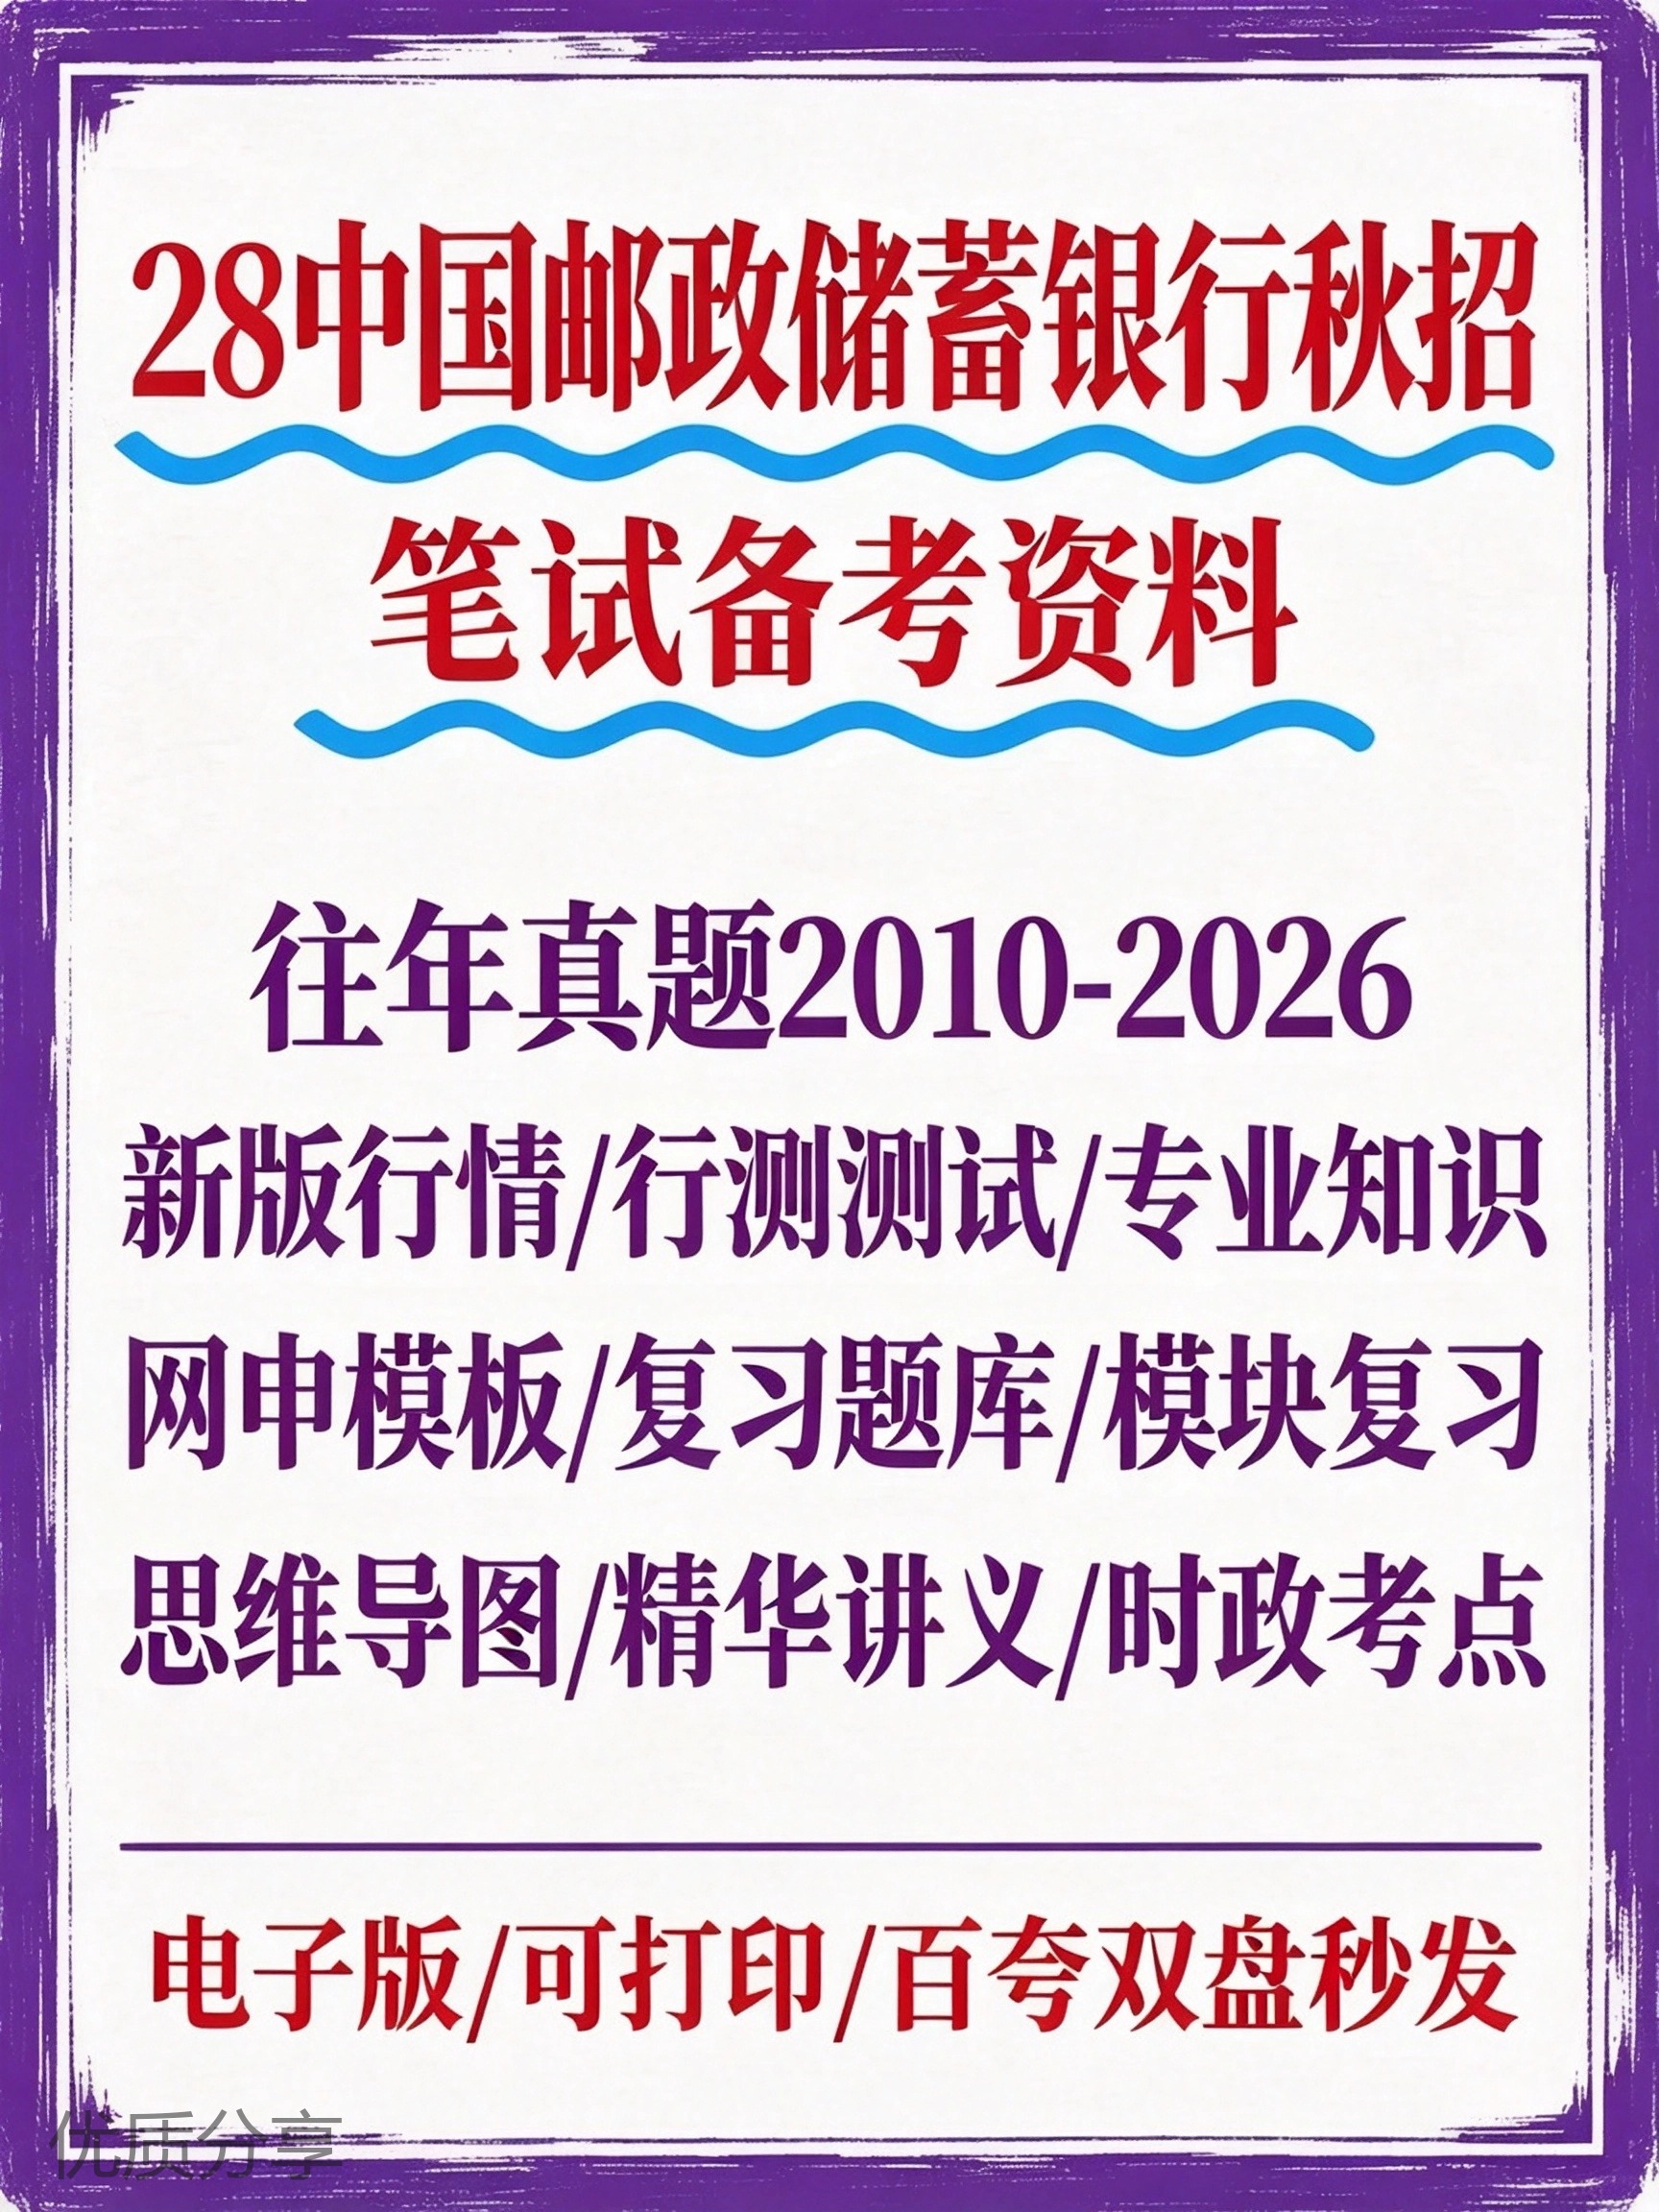 28中国邮政储蓄银行秋招
笔试备考资料
往年真题2010-2026
新版行情/行测测试/专业知识
网申模板/复习题库/模块复习
思维导图/精华讲义/时政考点
电子版/可打印/百夸双盘秒发
优质分享